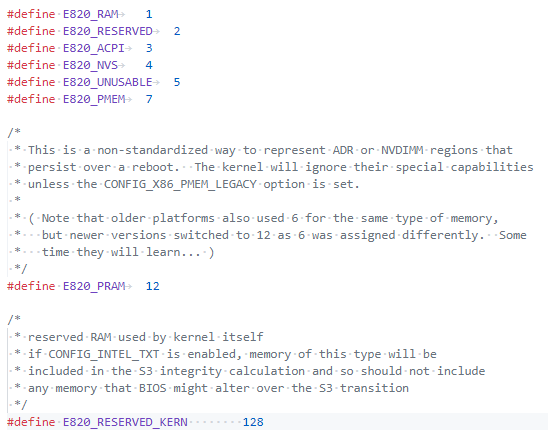 #define E820_RAM 1
#define E820_RESERVED 2
#define E820_ACPI 3
#define E820_NVS 4
#define E820_UNUSABLE 5
#define E820_PMEM 7
/*
* This is a non-standardized way to represent ADR or NVDIMM regions that
* persist over a reboot. The kernel will ignore their special capabilities
* unless the CONFIG_X86_PMEM_LEGACY option is set.
*
* ( Note that older platforms also used 6 for the same type of memory,
* but newer versions switched to 12 as 6 was assigned differently. Some
* time they will learn... )
*/
#define E820_PRAM 12
/*
* reserved RAM used by kernel itself
* if CONFIG_INTEL_TXT is enabled, memory of this type will be
* included in the S3 integrity calculation and so should not include
* any memory that BIOS might alter over the S3 transition
*/
#define E820_RESERVED_KERN 128